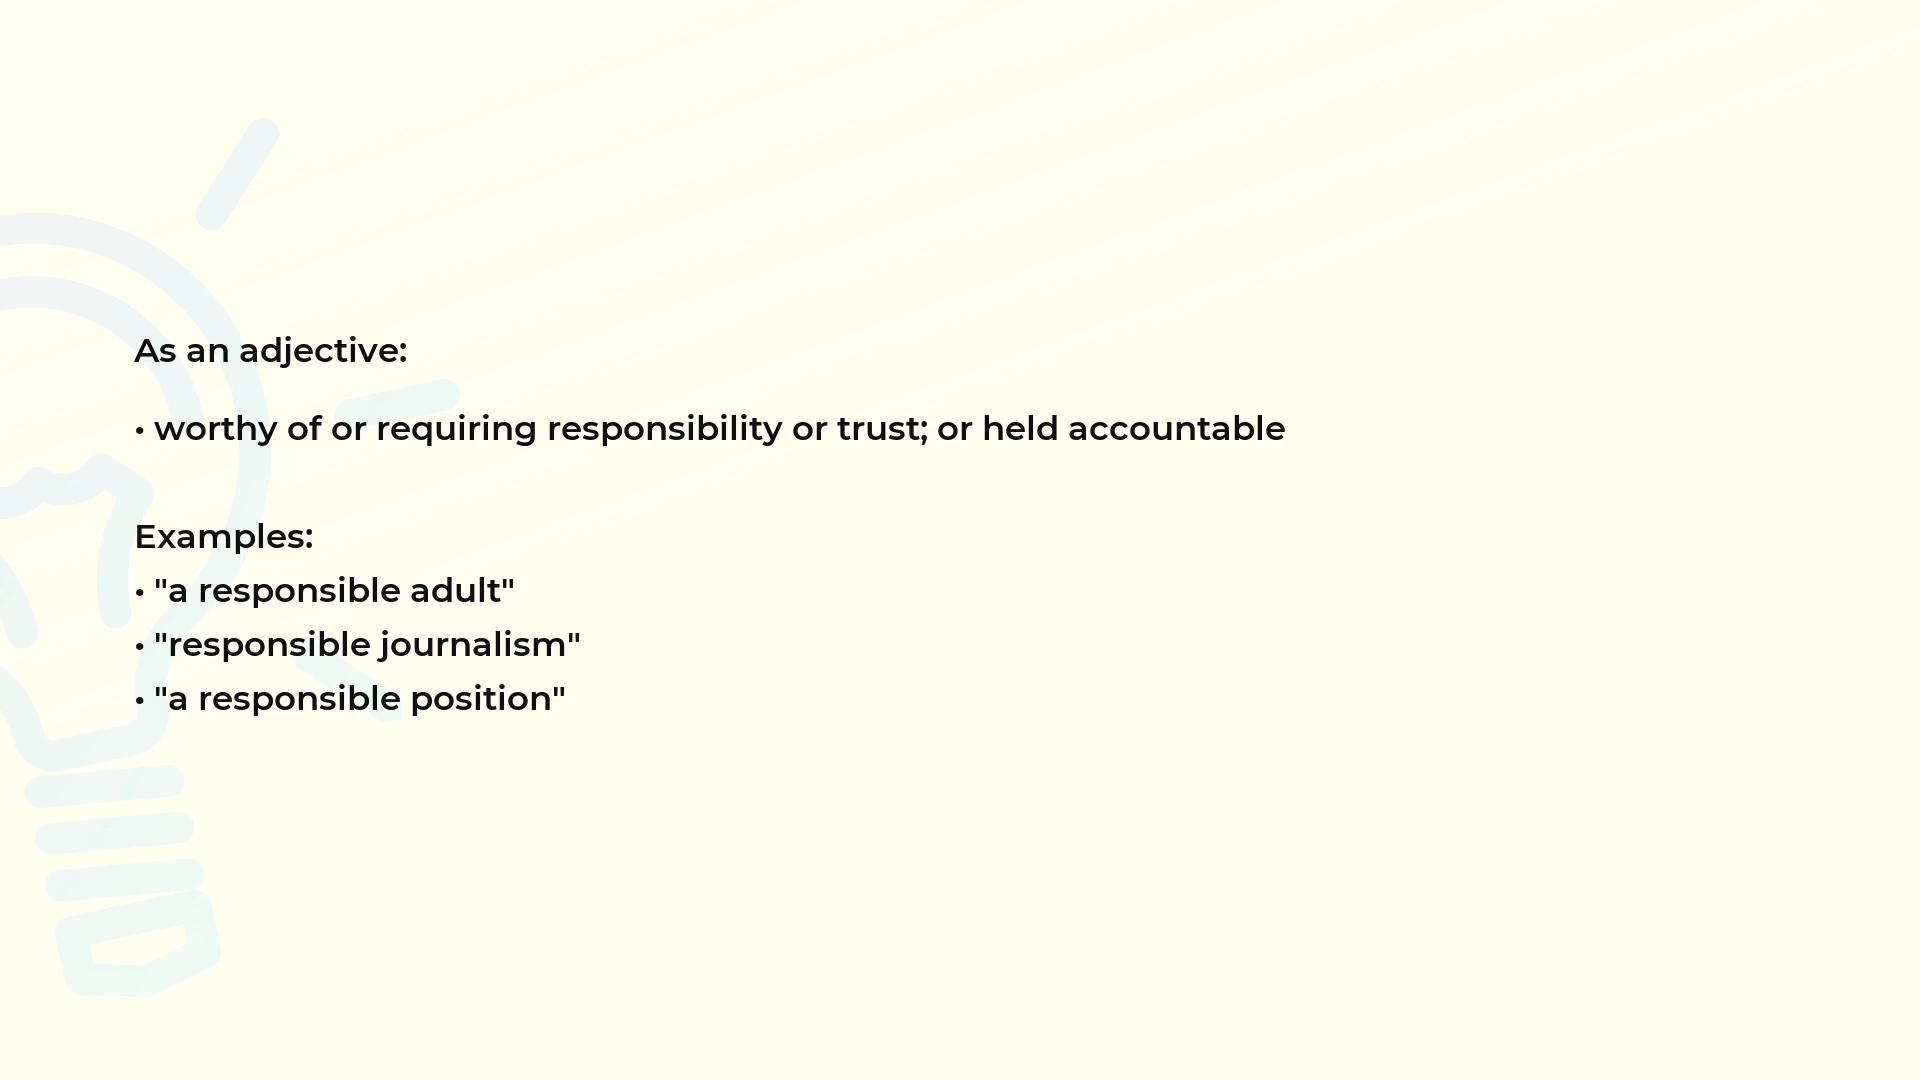 As an adjective:
• worthy of or requiring responsibility or trust; or held accountable
Examples:
• "a responsible adult"
• "responsible journalism"
• "a responsible position"